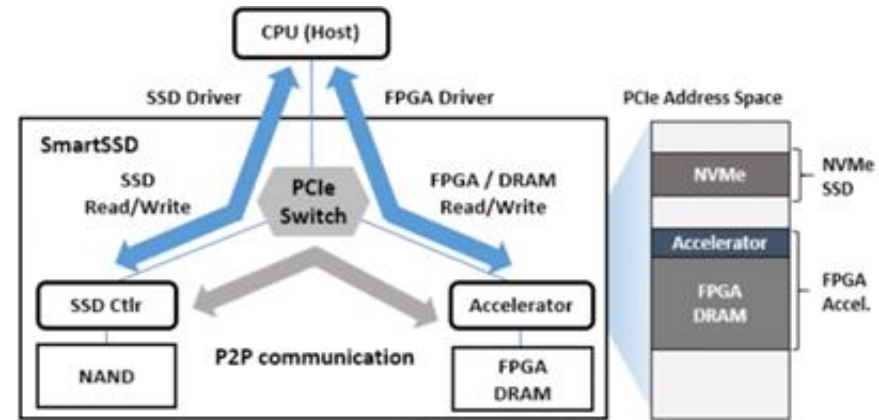 CPU (Host)
SSD Driver
FPGA Driver
PCIe Address Space
SmartSSD
SSD
Read/Write
PCIe
Switch
FPGA / DRAM
Read/Write
NVMe
NVMe
SSD
Accelerator
FPGA
DRAM
FPGA
Accel.
SSD Ctlr
Accelerator
P2P communication
NAND
FPGA
DRAM